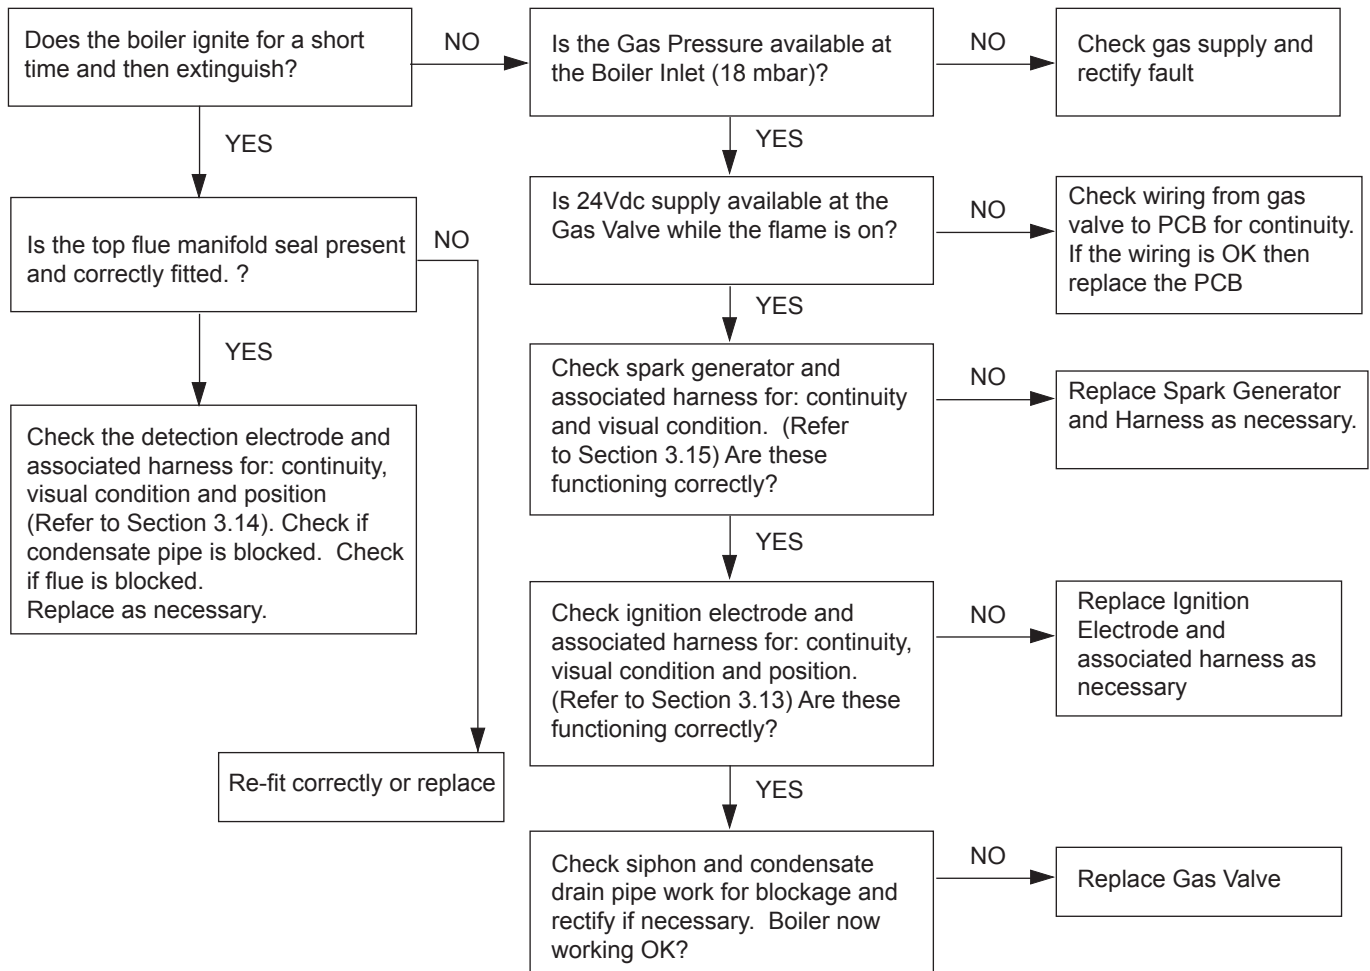 Does the boiler ignite for a short
time and then extinguish?
NO
Is the Gas Pressure available at
the Boiler Inlet (18 mbar)?
NO
Check gas supply and
rectify fault
YES
YES
Is the top flue manifold seal present
and correctly fitted. ?
NO
Is 24Vdc supply available at the
Gas Valve while the flame is on?
NO
Check wiring from gas
valve to PCB for continuity.
If the wiring is OK then
replace the PCB
YES
YES
Check the detection electrode and
associated harness for: continuity,
visual condition and position
(Refer to Section 3.14). Check if
condensate pipe is blocked.  Check
if flue is blocked.
Replace as necessary.
Check spark generator and
associated harness for: continuity
and visual condition.  (Refer
to Section 3.15) Are these
functioning correctly?
NO
Replace Spark Generator
and Harness as necessary.
YES
Check ignition electrode and
associated harness for: continuity,
visual condition and position.
(Refer to Section 3.13) Are these
functioning correctly?
NO
Replace Ignition
Electrode and
associated harness as
necessary
Re-fit correctly or replace
YES
Check siphon and condensate
drain pipe work for blockage and
rectify if necessary.  Boiler now
working OK?
NO
Replace Gas Valve